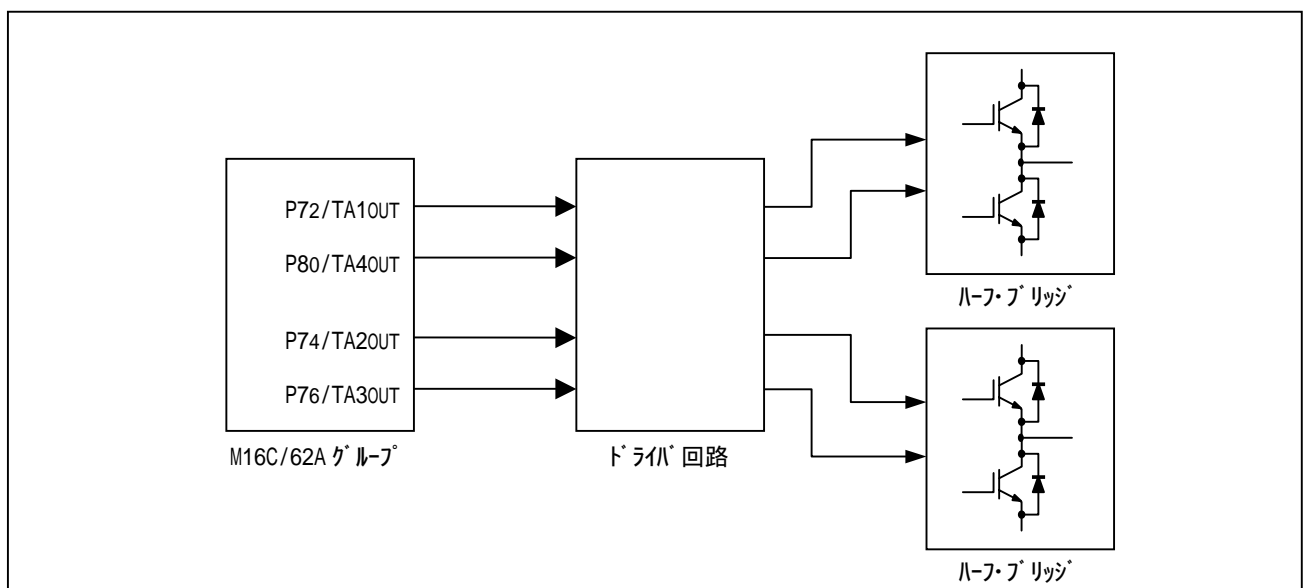 P72/TA1OUT
P80/TA4OUT
P74/TA2OUT
P76/TA3OUT
M16C/62A グループ
ドライバ回路
ハーフ・ブリッジ
ハーフ・ブリッジ